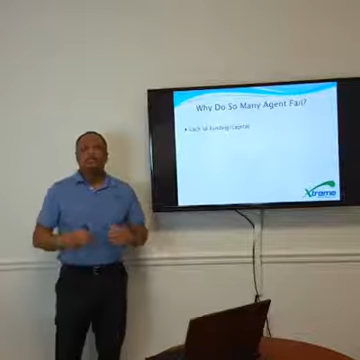 Why Do So Many Agent Fail?
• Lack of funding/capital
Xtreme